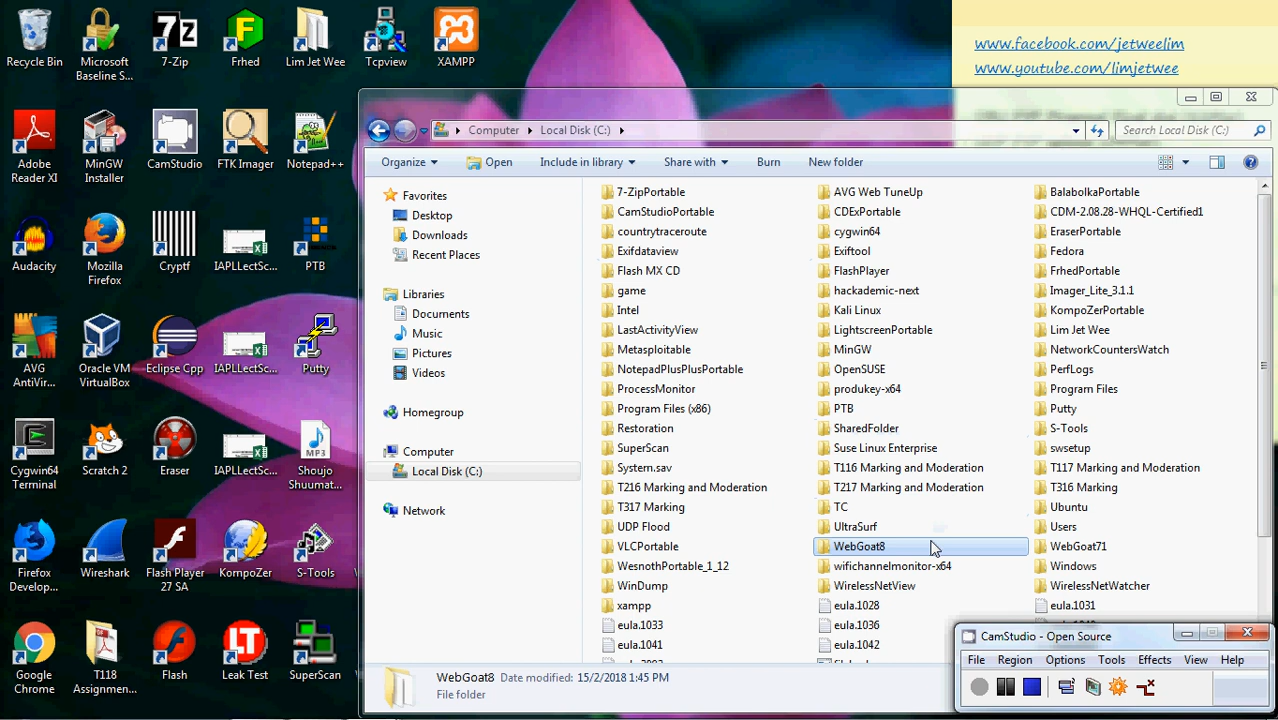 Recycle Bin
Microsoft
Baseline S...
7-Zip
Frhed
Lim Jet Wee
Tcpview
XAMPP
www.facebook.com/jetweelim
www.youtube.com/limjetwee
Adobe
Reader XI
MinGW
Installer
CamStudio
FTK Imager
Notepad++
Audacity
Mozilla
Firefox
Cryptf
IAPLLectSc...
PTB
AVG
AntiVir...
Oracle VM
VirtualBox
Eclipse Cpp
IAPLLectSc...
Putty
Cygwin64
Terminal
Scratch 2
Eraser
IAPLLectSc...
MP3
Shoujo
Shuumat...
Firefox
Develop...
Wireshark
Flash Player
27 SA
KompoZer
S-Tools
Google
Chrome
T118
Assignmen...
Flash
LT
Leak Test
SuperScan
Computer
Local Disk (C:)
Search Local Disk (C:)
Organize
Open
Include in library
Share with
Burn
New folder
Favorites
Desktop
Downloads
Recent Places
Libraries
Documents
Music
Pictures
Videos
Homegroup
Computer
Local Disk (C:)
Network
7-ZipPortable AVG Web TuneUp BalabolkaPortable
CamStudioPortable CDExPortable CDM-2.08.28-WHQL-Certified1
countrytraceroute cygwin64 EraserPortable
Exifdataview Exiftool Fedora
Flash MX CD FlashPlayer FrhedPortable
game hackademic-next Imager_Lite_3.1.1
Intel Kali Linux KompoZerPortable
LastActivityView LightscreenPortable Lim Jet Wee
Metasploitable MinGW NetworkCountersWatch
NotepadPlusPlusPortable OpenSUSE PerfLogs
ProcessMonitor produkey-x64 Program Files
Program Files (x86) PTB Putty
Restoration SharedFolder S-Tools
SuperScan Suse Linux Enterprise swsetup
System.sav T116 Marking and Moderation T117 Marking and Moderation
T216 Marking and Moderation T217 Marking and Moderation T316 Marking
T317 Marking TC Ubuntu
UDP Flood UltraSurf Users
VLCPortable WebGoat8 WebGoat71
WesnothPortable_1_12 wifichannelmonitor-x64 Windows
WinDump WirelessNetView WirelessNetWatcher
xampp eula.1028 eula.1031
eula.1033 eula.1036
eula.1041 eula.1042
WebGoat8 Date modified: 15/2/2018 1:45 PM
File folder
CamStudio - Open Source
File Region Options Tools Effects View Help